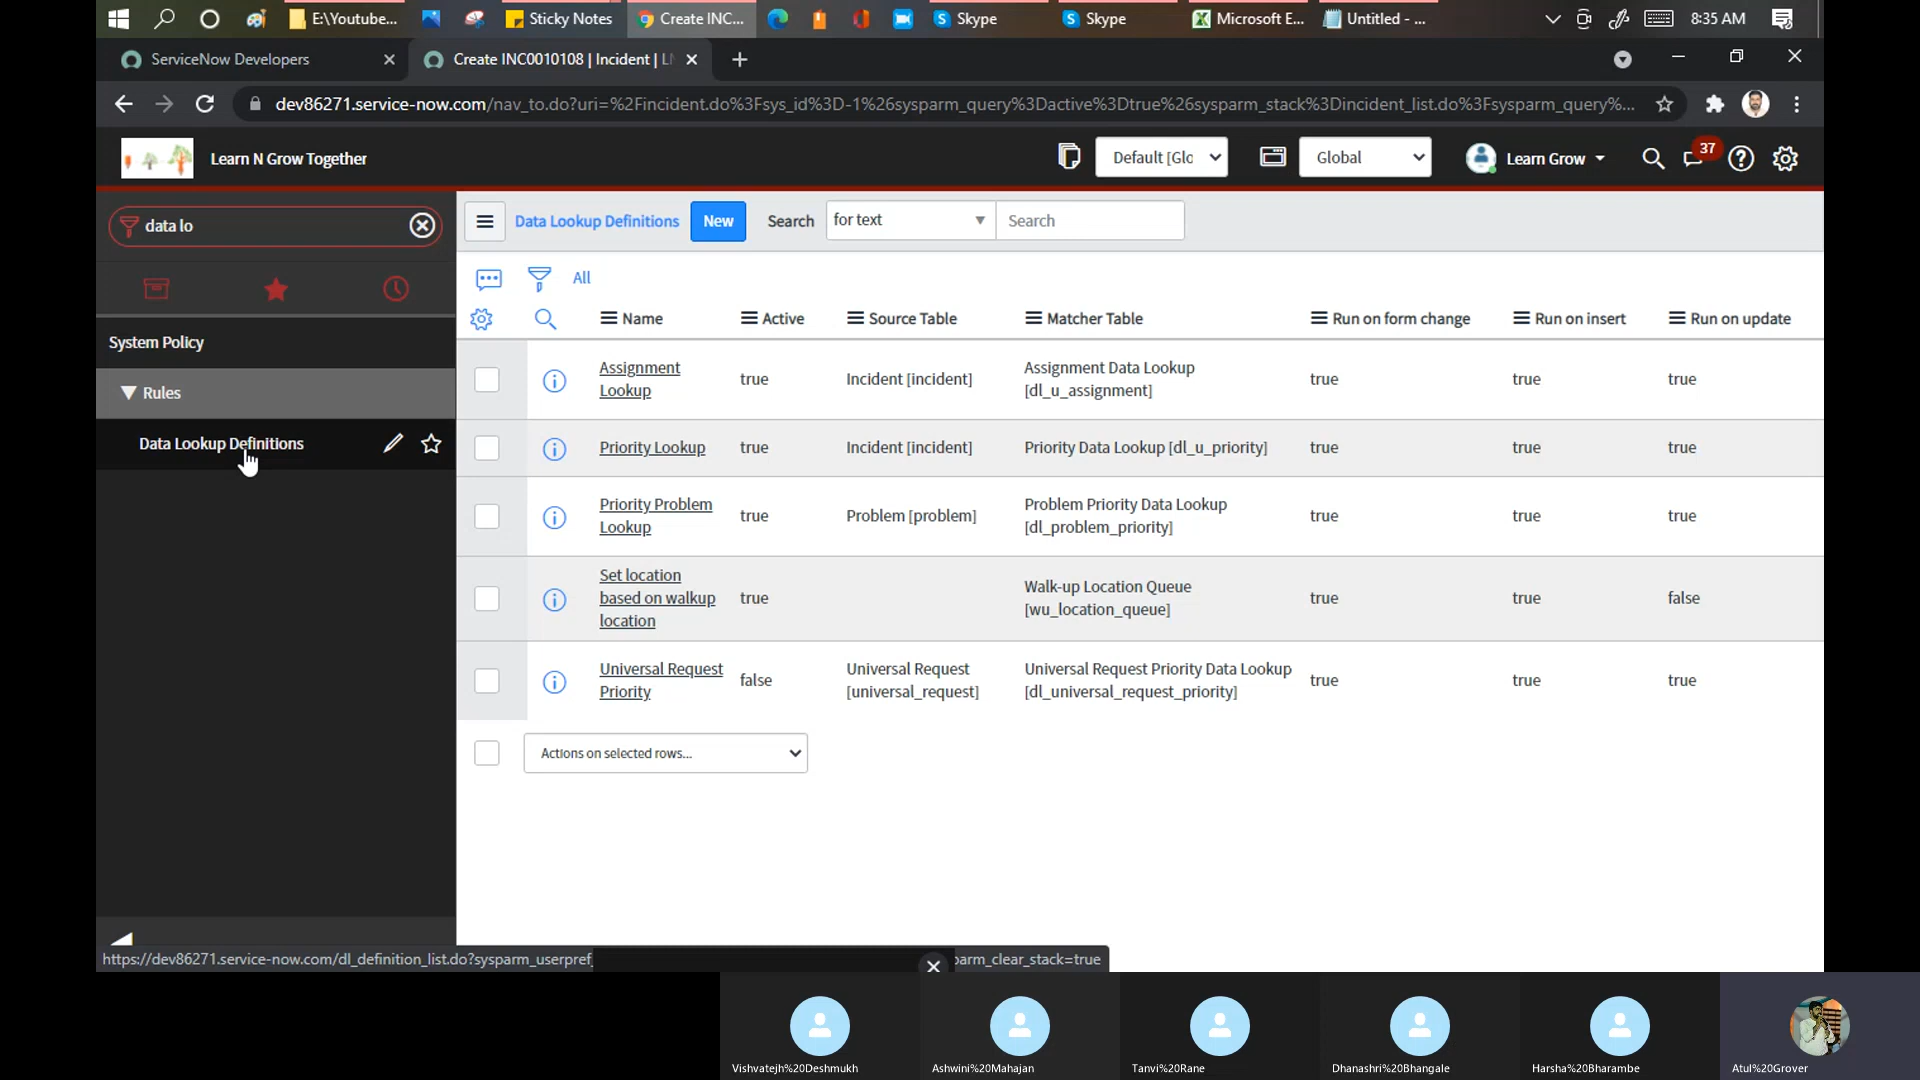 E:\Youtube...
Sticky Notes
Create INC...
Skype
Skype
Microsoft E...
Untitled - ...
8:35 AM
ServiceNow Developers
Create INC0010108 | Incident |
dev86271.service-now.com/nav_to.do?uri=%2Fincident.do%3Fsys_id%3D-1%26sysparm_query%3Dactive%3Dtrue%26sysparm_stack%3Dincident_list.do%3Fsysparm_query%...
Learn N Grow Together
Default [Glo
Global
Learn Grow
37
data lo
Data Lookup Definitions
New
Search
for text
Search
All
System Policy
Rules
Data Lookup Definitions
Name
Active
Source Table
Matcher Table
Run on form change
Run on insert
Run on update
Assignment Lookup
true
Incident [incident]
Assignment Data Lookup [dl_u_assignment]
true
true
true
Priority Lookup
true
Incident [incident]
Priority Data Lookup [dl_u_priority]
true
true
true
Priority Problem Lookup
true
Problem [problem]
Problem Priority Data Lookup [dl_problem_priority]
true
true
true
Set location based on walkup location
true
Walk-up Location Queue [wu_location_queue]
true
true
false
Universal Request Priority
false
Universal Request [universal_request]
Universal Request Priority Data Lookup [dl_universal_request_priority]
true
true
true
Actions on selected rows...
https://dev86271.service-now.com/dl_definition_list.do?sysparm_userpref_
parm_clear_stack=true
Vishvatejh%20Deshmukh
Ashwini%20Mahajan
Tanvi%20Rane
Dhanashri%20Bhangale
Harsha%20Bharambe
Atul%20Grover